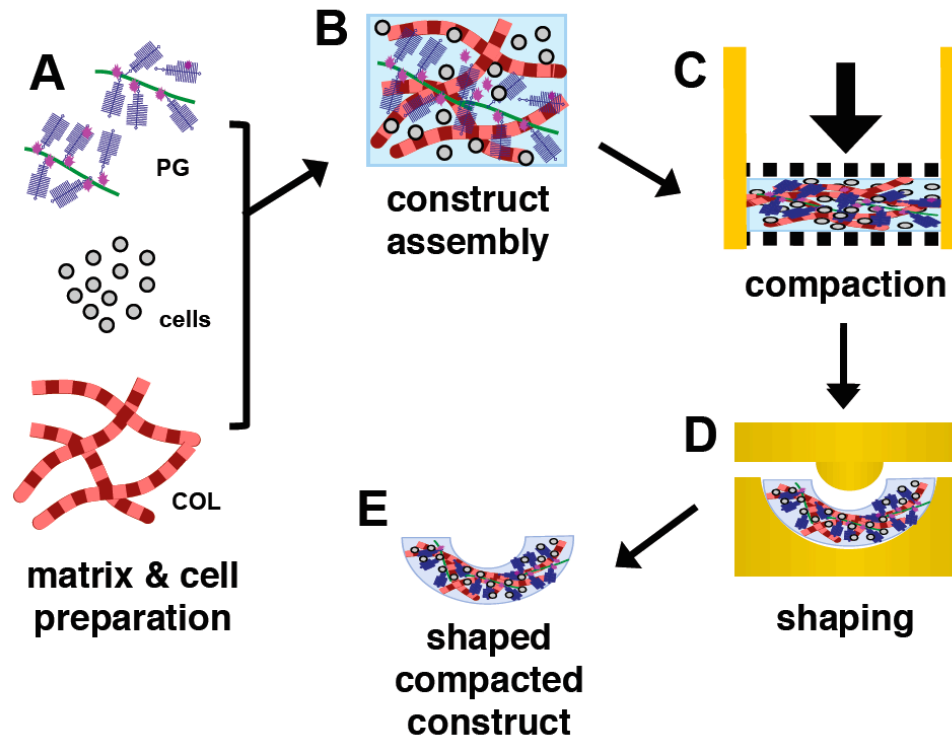 A
PG
cells
COL
matrix & cell
preparation
B
construct
assembly
C
compaction
D
shaping
E
shaped
compacted
construct